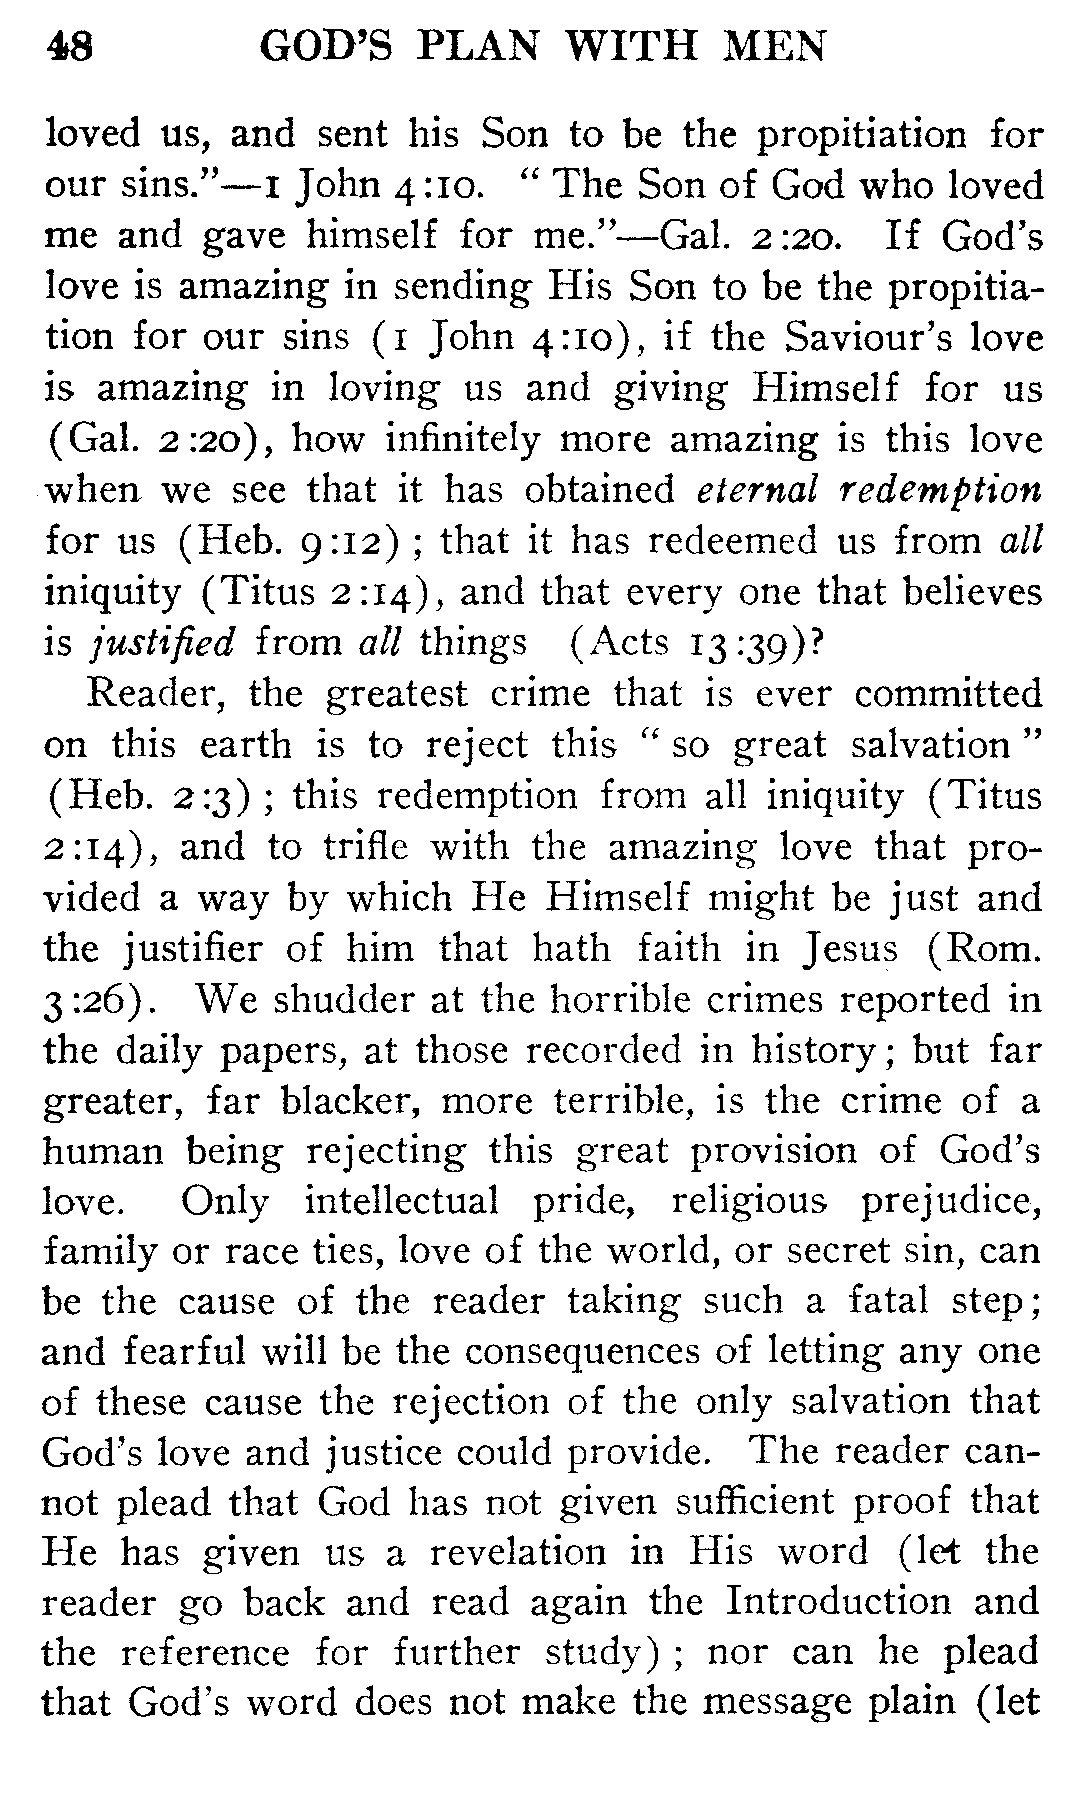 48 GOD'S PLAN WITH MEN
loved us, and sent his Son to be the propitiation for
our sins."—1 John 4:10. "The Son of God who loved
me and gave himself for me."—Gal. 2:20. If God's
love is amazing in sending His Son to be the propitia-
tion for our sins (1 John 4:10), if the Saviour's love
is amazing in loving us and giving Himself for us
(Gal. 2:20), how infinitely more amazing is this love
when we see that it has obtained eternal redemption
for us (Heb. 9:12); that it has redeemed us from all
iniquity (Titus 2:14), and that every one that believes
is justified from all things (Acts 13:39)?
Reader, the greatest crime that is ever committed
on this earth is to reject this "so great salvation"
(Heb. 2:3); this redemption from all iniquity (Titus
2:14), and to trifle with the amazing love that pro-
vided a way by which He Himself might be just and
the justifier of him that hath faith in Jesus (Rom.
3:26). We shudder at the horrible crimes reported in
the daily papers, at those recorded in history; but far
greater, far blacker, more terrible, is the crime of a
human being rejecting this great provision of God's
love. Only intellectual pride, religious prejudice,
family or race ties, love of the world, or secret sin, can
be the cause of the reader taking such a fatal step;
and fearful will be the consequences of letting any one
of these cause the rejection of the only salvation that
God's love and justice could provide. The reader can-
not plead that God has not given sufficient proof that
He has given us a revelation in His word (let the
reader go back and read again the Introduction and
the reference for further study); nor can he plead
that God's word does not make the message plain (let